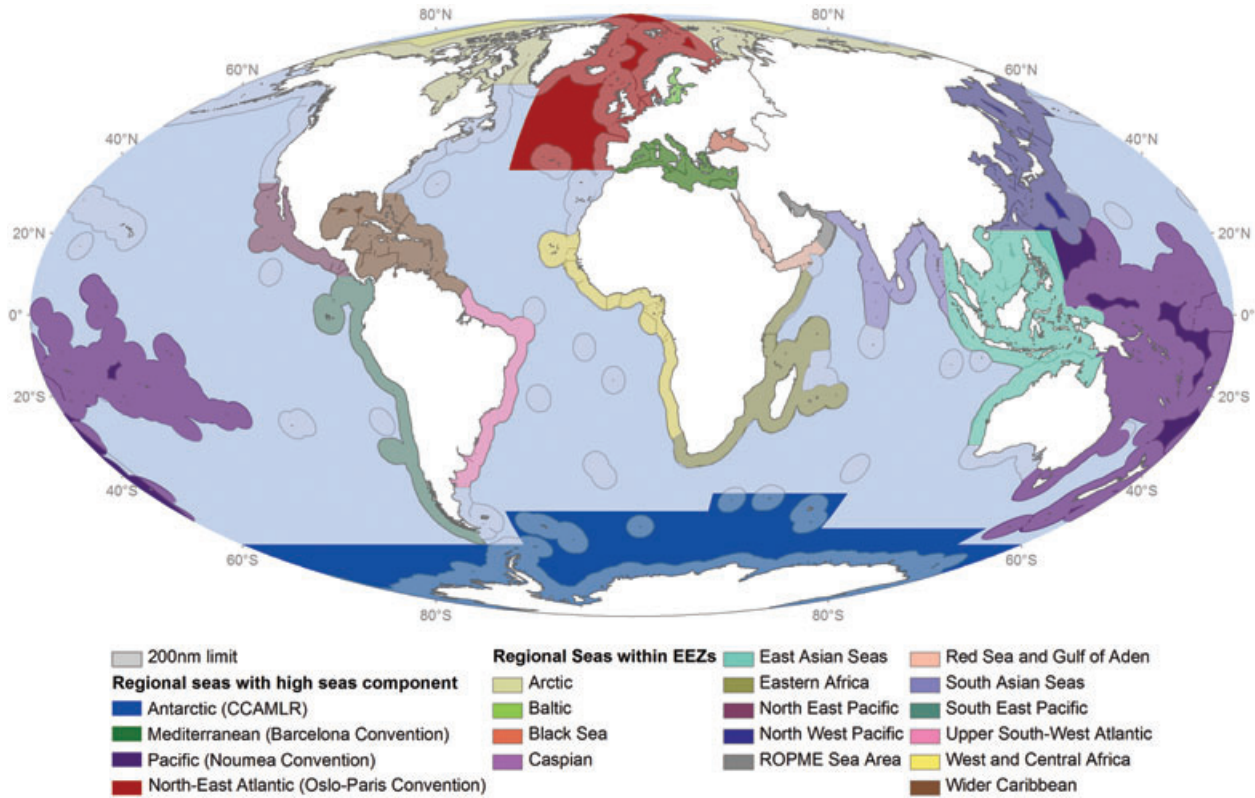 80°N 80°N
60°N 60°N
40°N 40°N
20°N 20°N
0° 0°
20°S 20°S
40°S 40°S
60°S 60°S
80°S 80°S
200nm limit
Regional seas with high seas component
Antarctic (CCAMLR)
Mediterranean (Barcelona Convention)
Pacific (Noumea Convention)
North-East Atlantic (Oslo-Paris Convention)
Regional Seas within EEZs
Arctic
Baltic
Black Sea
Caspian
East Asian Seas
Eastern Africa
North East Pacific
North West Pacific
ROPME Sea Area
Red Sea and Gulf of Aden
South Asian Seas
South East Pacific
Upper South-West Atlantic
West and Central Africa
Wider Caribbean